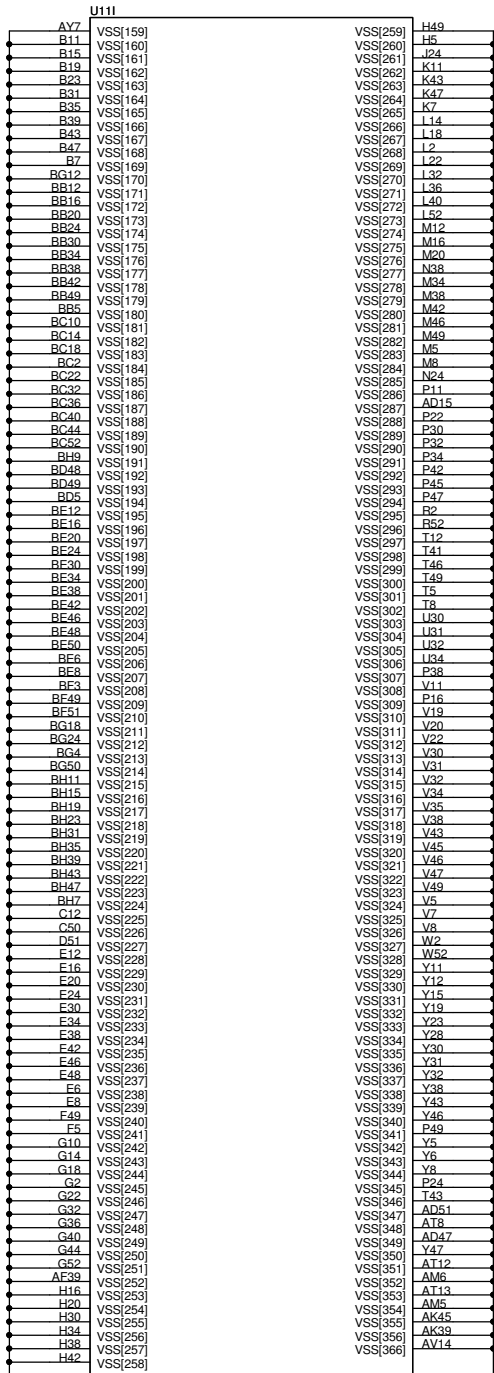 U11I
AY7 VSS[159] VSS[259] H49
B11 VSS[160] VSS[260] H5
B15 VSS[161] VSS[261] J24
B19 VSS[162] VSS[262] K11
B23 VSS[163] VSS[263] K43
B31 VSS[164] VSS[264] K47
B35 VSS[165] VSS[265] K7
B39 VSS[166] VSS[266] L14
B43 VSS[167] VSS[267] L18
B47 VSS[168] VSS[268] L2
B7 VSS[169] VSS[269] L22
BG12 VSS[170] VSS[270] L32
BB12 VSS[171] VSS[271] L36
BB16 VSS[172] VSS[272] L40
BB20 VSS[173] VSS[273] L52
BB24 VSS[174] VSS[274] M12
BB30 VSS[175] VSS[275] M16
BB34 VSS[176] VSS[276] M20
BB38 VSS[177] VSS[277] N38
BB42 VSS[178] VSS[278] M34
BB49 VSS[179] VSS[279] M38
BB5 VSS[180] VSS[280] M42
BC10 VSS[181] VSS[281] M46
BC14 VSS[182] VSS[282] M49
BC18 VSS[183] VSS[283] M5
BC2 VSS[184] VSS[284] M8
BC22 VSS[185] VSS[285] N24
BC32 VSS[186] VSS[286] P11
BC36 VSS[187] VSS[287] AD15
BC40 VSS[188] VSS[288] P22
BC44 VSS[189] VSS[289] P30
BC52 VSS[190] VSS[290] P32
BH9 VSS[191] VSS[291] P34
BD48 VSS[192] VSS[292] P42
BD49 VSS[193] VSS[293] P45
BD5 VSS[194] VSS[294] P47
BE12 VSS[195] VSS[295] R2
BE16 VSS[196] VSS[296] R52
BE20 VSS[197] VSS[297] T12
BE24 VSS[198] VSS[298] T41
BE30 VSS[199] VSS[299] T46
BE34 VSS[200] VSS[300] T49
BE38 VSS[201] VSS[301] T5
BE42 VSS[202] VSS[302] T8
BE46 VSS[203] VSS[303] U30
BE48 VSS[204] VSS[304] U31
BE50 VSS[205] VSS[305] U32
BE6 VSS[206] VSS[306] U34
BE8 VSS[207] VSS[307] P38
BF3 VSS[208] VSS[308] V11
BF49 VSS[209] VSS[309] P16
BF51 VSS[210] VSS[310] V19
BG18 VSS[211] VSS[311] V20
BG24 VSS[212] VSS[312] V22
BG4 VSS[213] VSS[313] V30
BG50 VSS[214] VSS[314] V31
BH11 VSS[215] VSS[315] V32
BH15 VSS[216] VSS[316] V34
BH19 VSS[217] VSS[317] V35
BH23 VSS[218] VSS[318] V38
BH31 VSS[219] VSS[319] V43
BH35 VSS[220] VSS[320] V45
BH39 VSS[221] VSS[321] V46
BH43 VSS[222] VSS[322] V47
BH47 VSS[223] VSS[323] V49
BH7 VSS[224] VSS[324] V5
C12 VSS[225] VSS[325] V7
C50 VSS[226] VSS[326] V8
D51 VSS[227] VSS[327] W2
E12 VSS[228] VSS[328] W52
E16 VSS[229] VSS[329] Y11
E20 VSS[230] VSS[330] Y12
E24 VSS[231] VSS[331] Y15
E30 VSS[232] VSS[332] Y19
E34 VSS[233] VSS[333] Y23
E38 VSS[234] VSS[334] Y28
E42 VSS[235] VSS[335] Y30
E46 VSS[236] VSS[336] Y31
E48 VSS[237] VSS[337] Y32
E6 VSS[238] VSS[338] Y38
E8 VSS[239] VSS[339] Y43
F49 VSS[240] VSS[340] Y46
F5 VSS[241] VSS[341] P49
G10 VSS[242] VSS[342] Y5
G14 VSS[243] VSS[343] Y6
G18 VSS[244] VSS[344] Y8
G2 VSS[245] VSS[345] P24
G22 VSS[246] VSS[346] T43
G32 VSS[247] VSS[347] AD51
G36 VSS[248] VSS[348] AT8
G40 VSS[249] VSS[349] AD47
G44 VSS[250] VSS[350] Y47
G52 VSS[251] VSS[351] AT12
AF39 VSS[252] VSS[352] AM6
H16 VSS[253] VSS[353] AT13
H20 VSS[254] VSS[354] AM5
H30 VSS[255] VSS[355] AK45
H34 VSS[256] VSS[356] AK39
H38 VSS[257] VSS[366] AV14
H42 VSS[258]